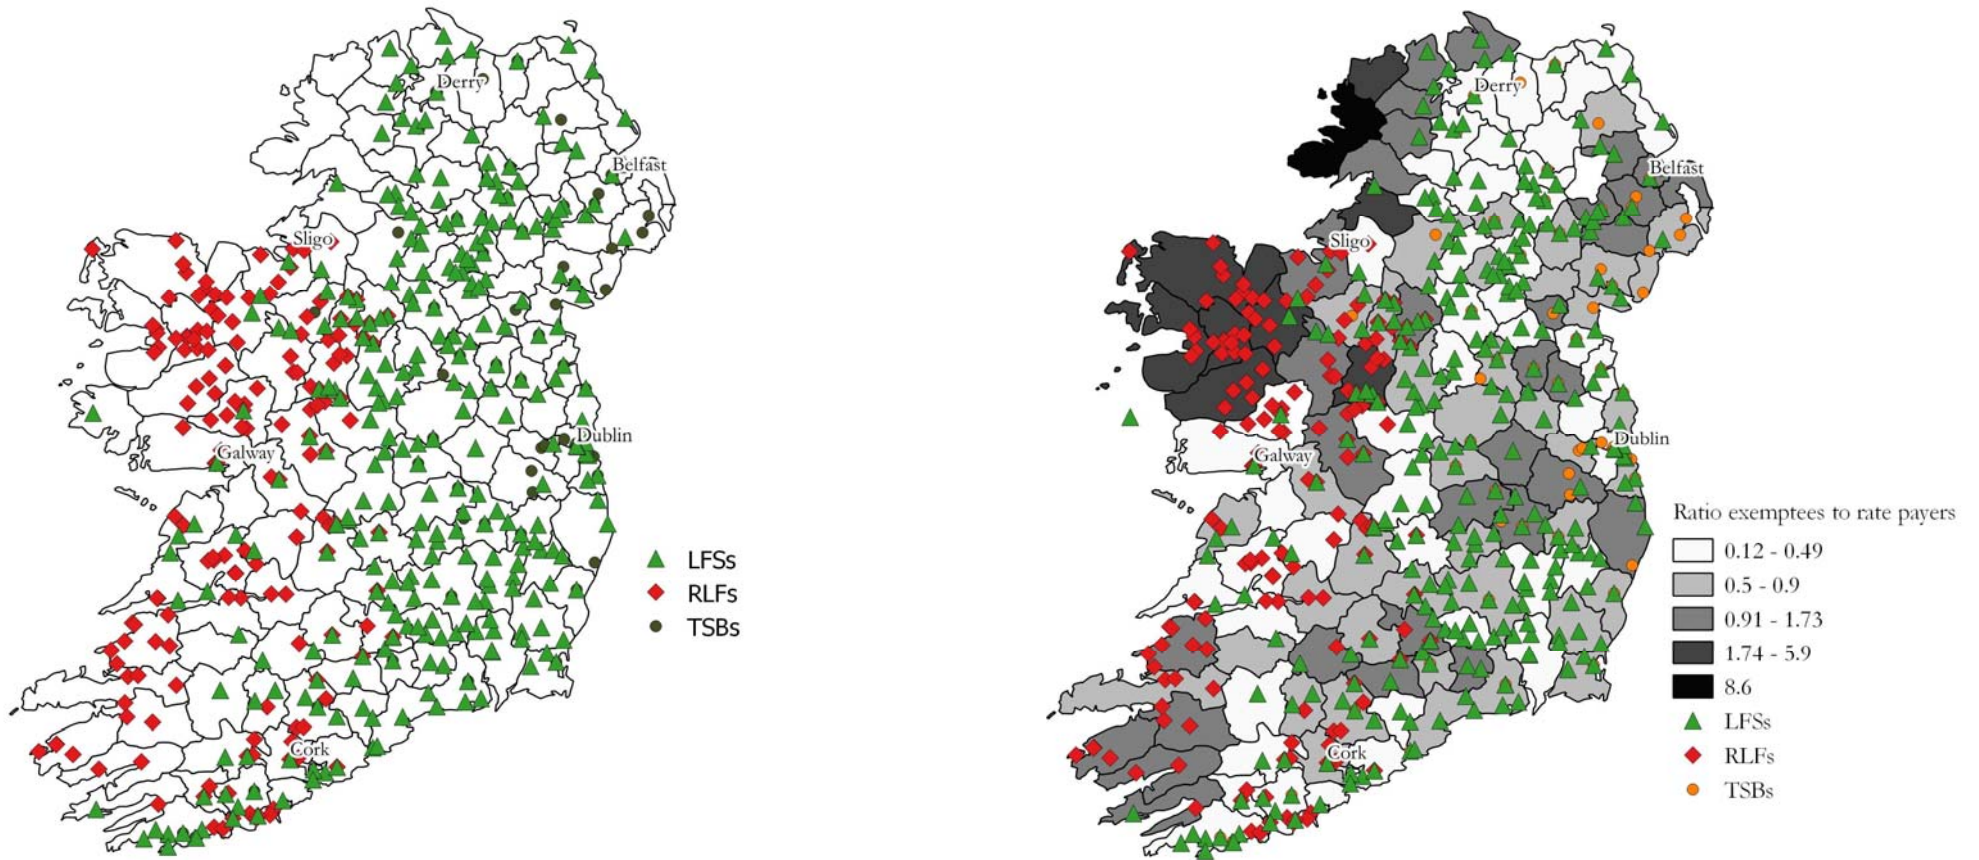 Derry
Belfast
Sligo
Dublin
Galway
Cork
LFSs
RLFs
TSBs
Derry
Belfast
Sligo
Dublin
Galway
Cork
Ratio exemptees to rate payers
0.12 - 0.49
0.5 - 0.9
0.91 - 1.73
1.74 - 5.9
8.6
LFSs
RLFs
TSBs